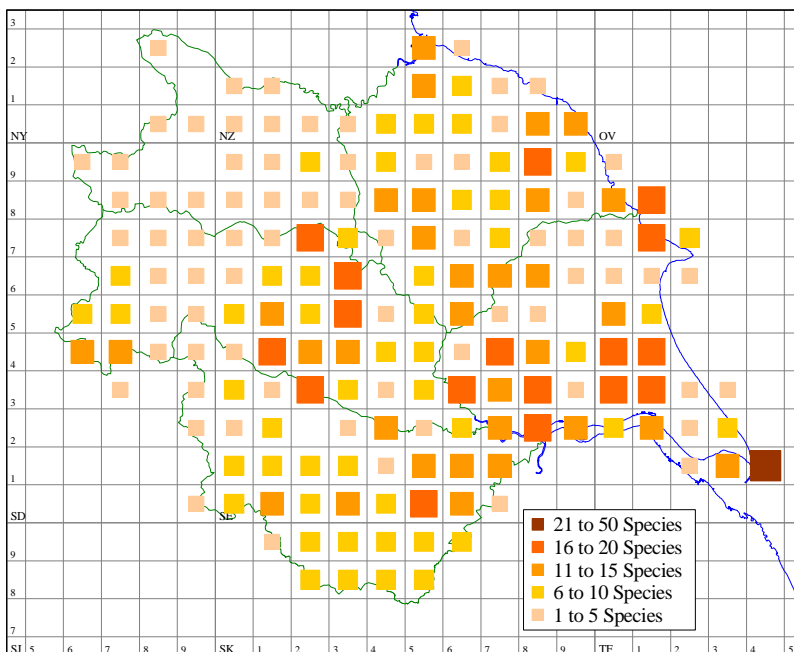 3
2
1
NY NZ OV
9
8
7
6
5
4
3
2
1
SD SE
9
8
7
21 to 50 Species
16 to 20 Species
11 to 15 Species
6 to 10 Species
1 to 5 Species
SJ 5 6 7 8 9 SK 1 2 3 4 5 6 7 8 9 TF 1 2 3 4 5